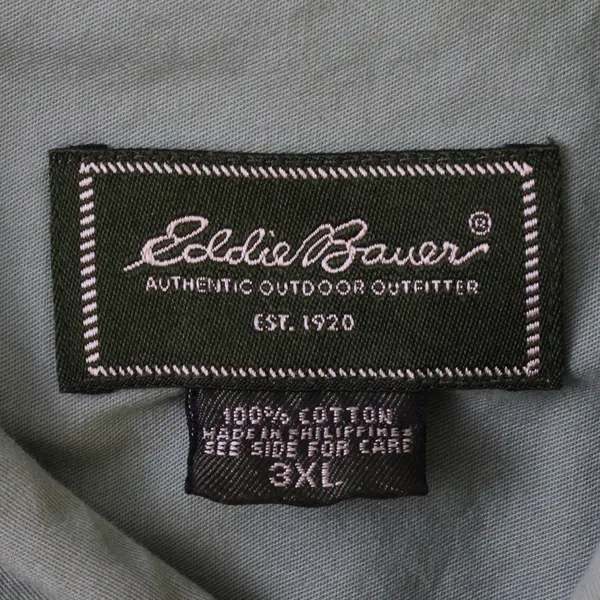 Eddie Bauer®
AUTHENTIC OUTDOOR OUTFITTER
EST. 1920
100% COTTON
MADE IN PHILIPPINES
SEE SIDE FOR CARE
3XL